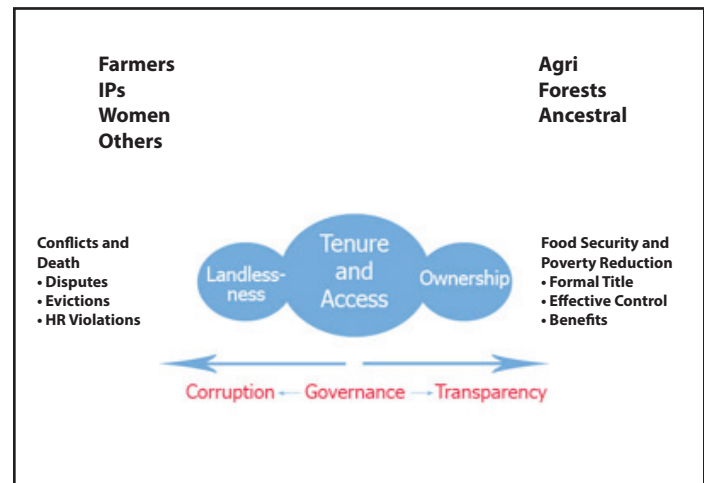 Farmers
IPs
Women
Others
Agri
Forests
Ancestral
Conflicts and
Death
• Disputes
• Evictions
• HR Violations
Landless-
ness
Tenure
and
Access
Ownership
Food Security and
Poverty Reduction
• Formal Title
• Effective Control
• Benefits
Corruption ← Governance → Transparency